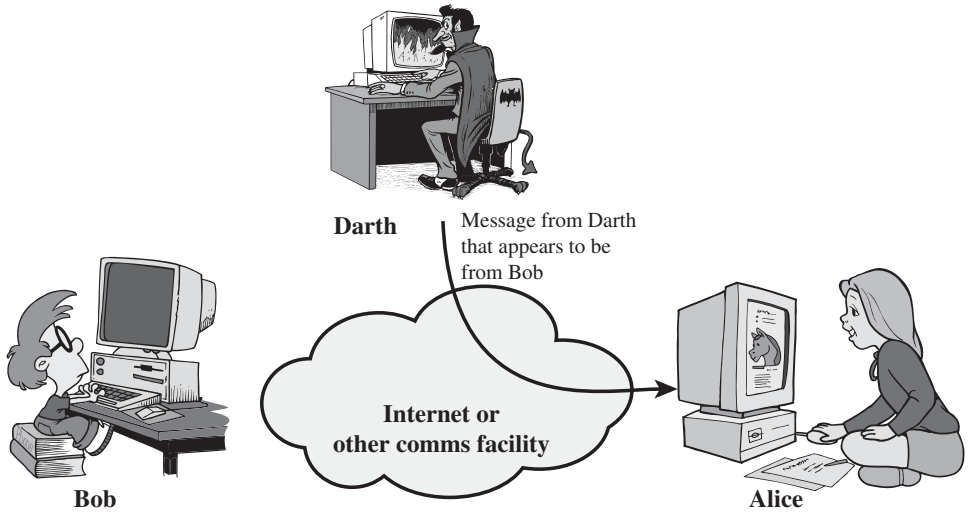 Darth
Message from Darth
that appears to be
from Bob
Internet or
other comms facility
Bob
Alice